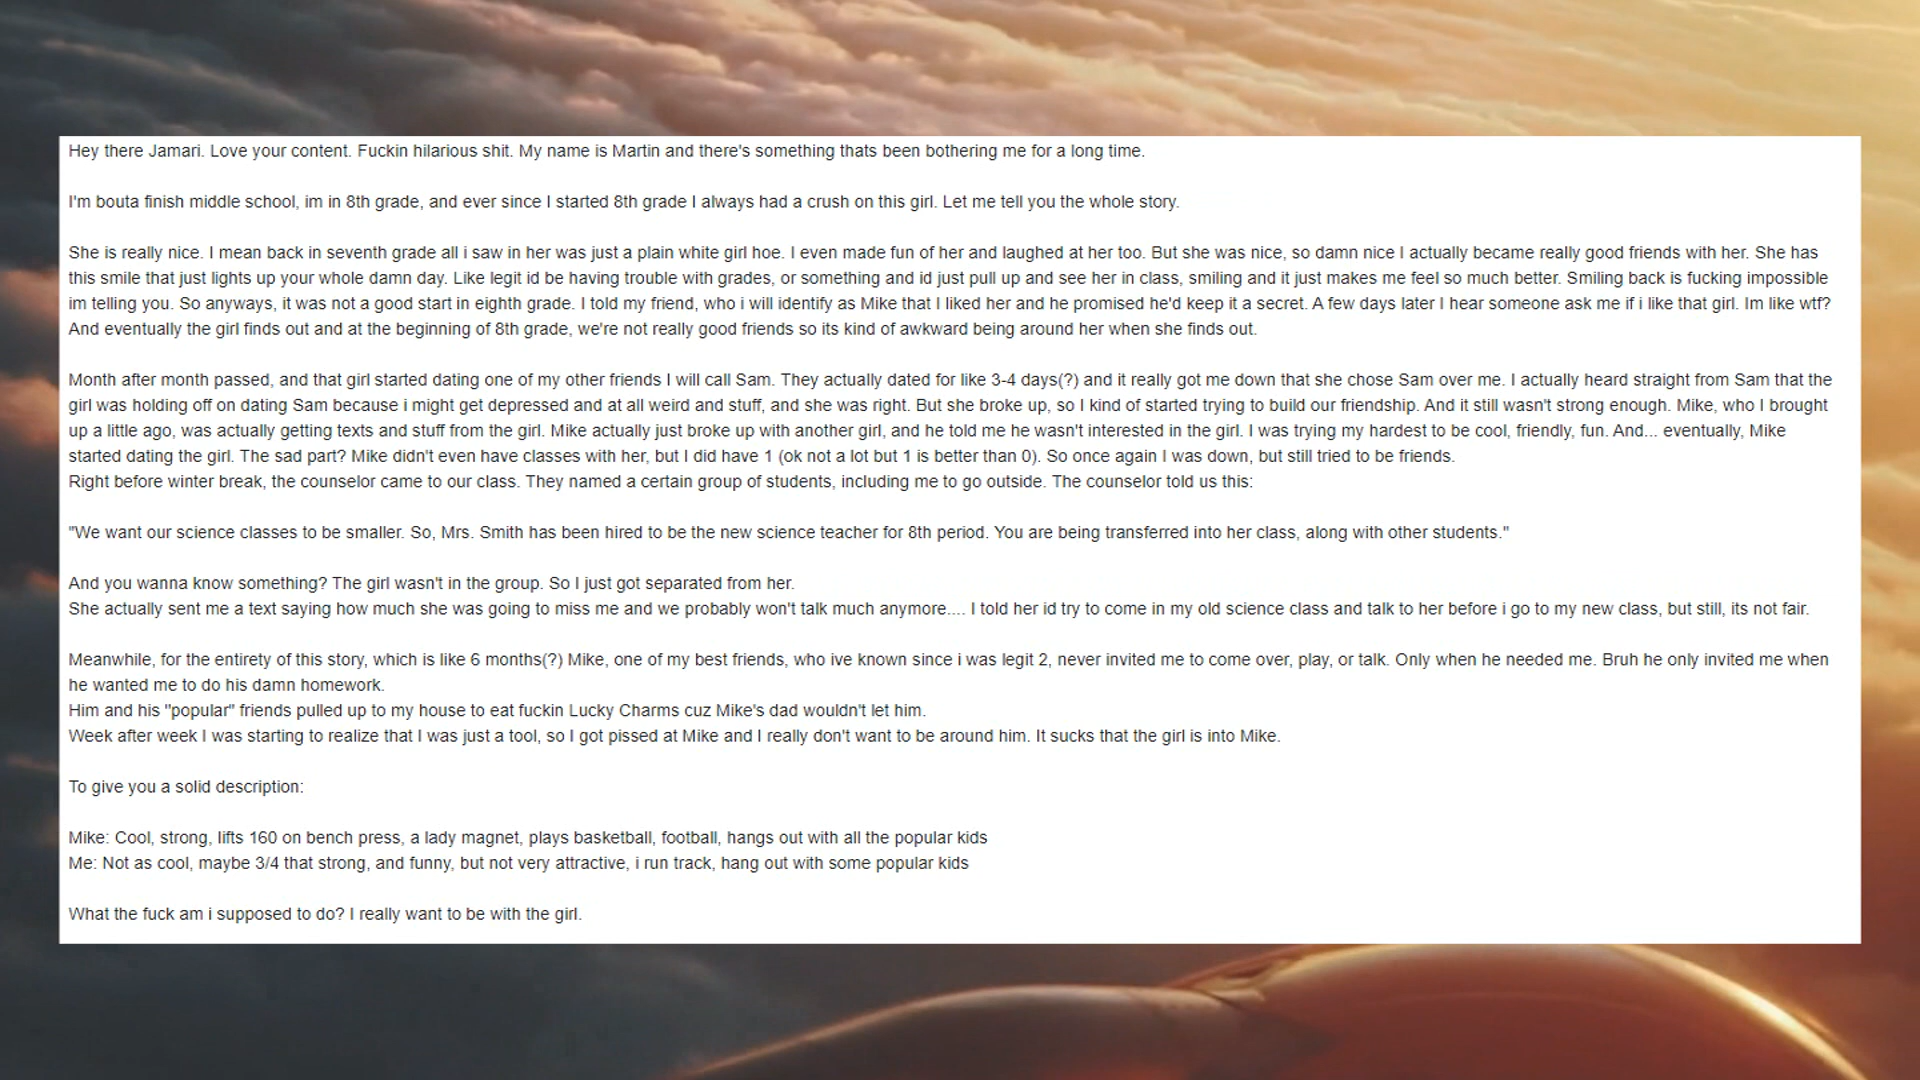 Hey there Jamari. Love your content. Fuckin hilarious shit. My name is Martin and there's something thats been bothering me for a long time.
I'm bouta finish middle school, im in 8th grade, and ever since I started 8th grade I always had a crush on this girl. Let me tell you the whole story.
She is really nice. I mean back in seventh grade all i saw in her was just a plain white girl hoe. I even made fun of her and laughed at her too. But she was nice, so damn nice I actually became really good friends with her. She has
this smile that just lights up your whole damn day. Like legit id be having trouble with grades, or something and id just pull up and see her in class, smiling and it just makes me feel so much better. Smiling back is fucking impossible
im telling you. So anyways, it was not a good start in eighth grade. I told my friend, who i will identify as Mike that I liked her and he promised he'd keep it a secret. A few days later I hear someone ask me if i like that girl. Im like wtf?
And eventually the girl finds out and at the beginning of 8th grade, we're not really good friends so its kind of awkward being around her when she finds out.
Month after month passed, and that girl started dating one of my other friends I will call Sam. They actually dated for like 3-4 days(?) and it really got me down that she chose Sam over me. I actually heard straight from Sam that the
girl was holding off on dating Sam because i might get depressed and at all weird and stuff, and she was right. But she broke up, so I kind of started trying to build our friendship. And it still wasn't strong enough. Mike, who I brought
up a little ago, was actually getting texts and stuff from the girl. Mike actually just broke up with another girl, and he told me he wasn't interested in the girl. I was trying my hardest to be cool, friendly, fun. And... eventually, Mike
started dating the girl. The sad part? Mike didn't even have classes with her, but I did have 1 (ok not a lot but 1 is better than 0). So once again I was down, but still tried to be friends.
Right before winter break, the counselor came to our class. They named a certain group of students, including me to go outside. The counselor told us this:
"We want our science classes to be smaller. So, Mrs. Smith has been hired to be the new science teacher for 8th period. You are being transferred into her class, along with other students."
And you wanna know something? The girl wasn't in the group. So I just got separated from her.
She actually sent me a text saying how much she was going to miss me and we probably won't talk much anymore.... I told her id try to come in my old science class and talk to her before i go to my new class, but still, its not fair.
Meanwhile, for the entirety of this story, which is like 6 months(?) Mike, one of my best friends, who ive known since i was legit 2, never invited me to come over, play, or talk. Only when he needed me. Bruh he only invited me when
he wanted me to do his damn homework.
Him and his "popular" friends pulled up to my house to eat fuckin Lucky Charms cuz Mike's dad wouldn't let him.
Week after week I was starting to realize that I was just a tool, so I got pissed at Mike and I really don't want to be around him. It sucks that the girl is into Mike.
To give you a solid description:
Mike: Cool, strong, lifts 160 on bench press, a lady magnet, plays basketball, football, hangs out with all the popular kids
Me: Not as cool, maybe 3/4 that strong, and funny, but not very attractive, i run track, hang out with some popular kids
What the fuck am i supposed to do? I really want to be with the girl.